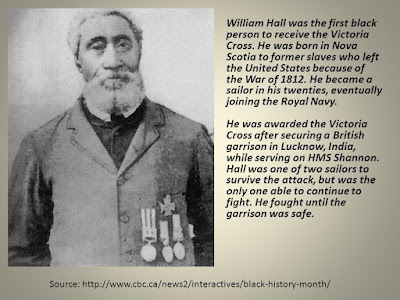 William Hall was the first black
person to receive the Victoria
Cross. He was born in Nova
Scotia to former slaves who left
the United States because of
the War of 1812. He became a
sailor in his twenties, eventually
joining the Royal Navy.
He was awarded the Victoria
Cross after securing a British
garrison in Lucknow, India,
while serving on HMS Shannon.
Hall was one of two sailors to
survive the attack, but was the
only one able to continue to
fight. He fought until the
garrison was safe.
Source: http://www.cbc.ca/news2/interactives/black-history-month/